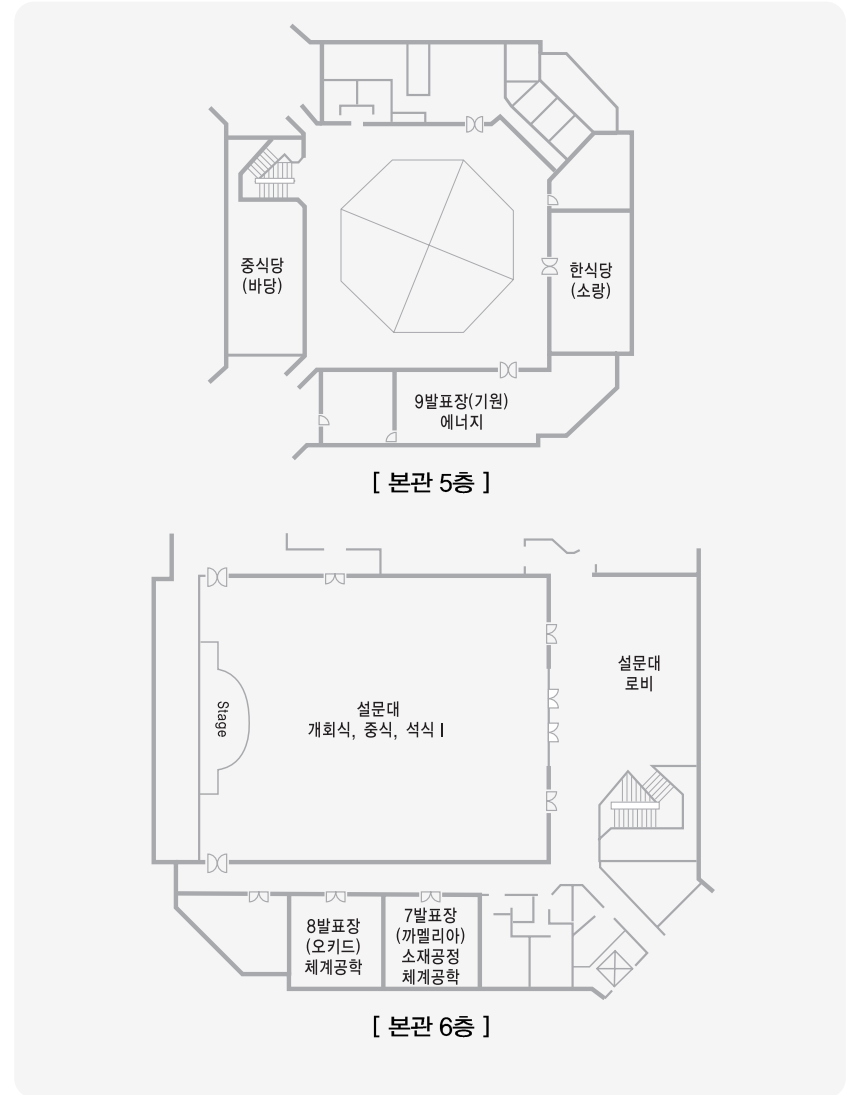 중식당
(바당)
한식당
(소랑)
9발표장(기원)
에너지
[ 본관 5층 ]
설문대
로비
Stage
설문대
개회식, 중식, 석식 I
8발표장
(오키드)
체계공학
7발표장
(까멜리아)
소재공정
체계공학
[ 본관 6층 ]